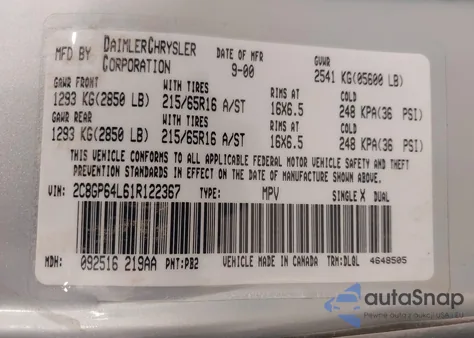 MFD BY DAIMLERCHRYSLER CORPORATION DATE OF MFR 9-00 GVWR 2541 KG(05600 LB)
GAWR FRONT WITH TIRES RIMS AT COLD
1293 KG(2850 LB) 215/65R16 A/ST 16X6.5 248 KPA(36 PSI)
GAWR REAR WITH TIRES RIMS AT COLD
1293 KG(2850 LB) 215/65R16 A/ST 16X6.5 248 KPA(36 PSI)
THIS VEHICLE CONFORMS TO ALL APPLICABLE FEDERAL MOTOR VEHICLE SAFETY AND THEFT
PREVENTION STANDARDS IN EFFECT ON THE DATE OF MANUFACTURE SHOWN ABOVE.
VIN: 2C8GP64L61R122367 TYPE: MPV SINGLE X DUAL
MDH: 092516 219AA PNT:PB2 VEHICLE MADE IN CANADA TRM:DL0L 4648505
autaSnap